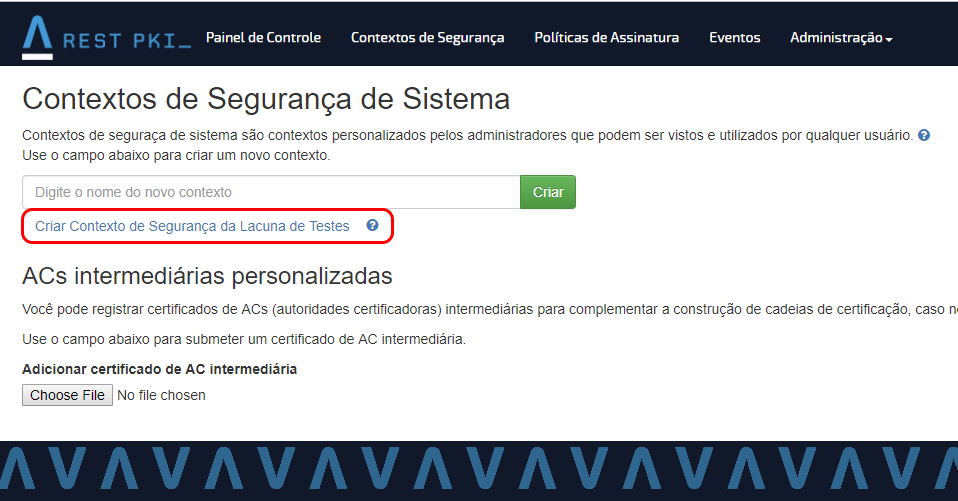 REST PKI_ Painel de Controle Contextos de Segurança Políticas de Assinatura Eventos Administração
Contextos de Segurança de Sistema
Contextos de seguraça de sistema são contextos personalizados pelos administradores que podem ser vistos e utilizados por qualquer usuário. ?
Use o campo abaixo para criar um novo contexto.
Digite o nome do novo contexto Criar
Criar Contexto de Segurança da Lacuna de Testes ?
ACs intermediárias personalizadas
Você pode registrar certificados de ACs (autoridades certificadoras) intermediárias para complementar a construção de cadeias de certificação, caso
Use o campo abaixo para submeter um certificado de AC intermediária.
Adicionar certificado de AC intermediária
Choose File No file chosen